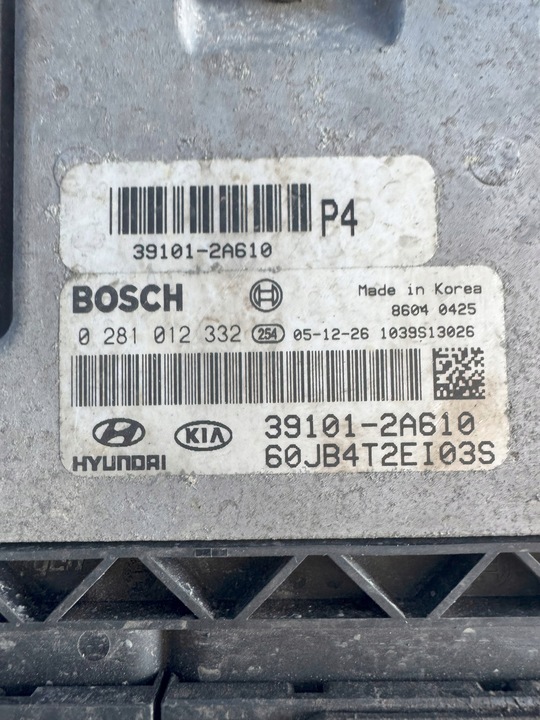 P4
39101-2A610
BOSCH
Made in Korea
8604 0425
0 281 012 332 254 05-12-26 1039S13026
HYUNDAI
KIA
39101-2A610
60JB4T2EI03S